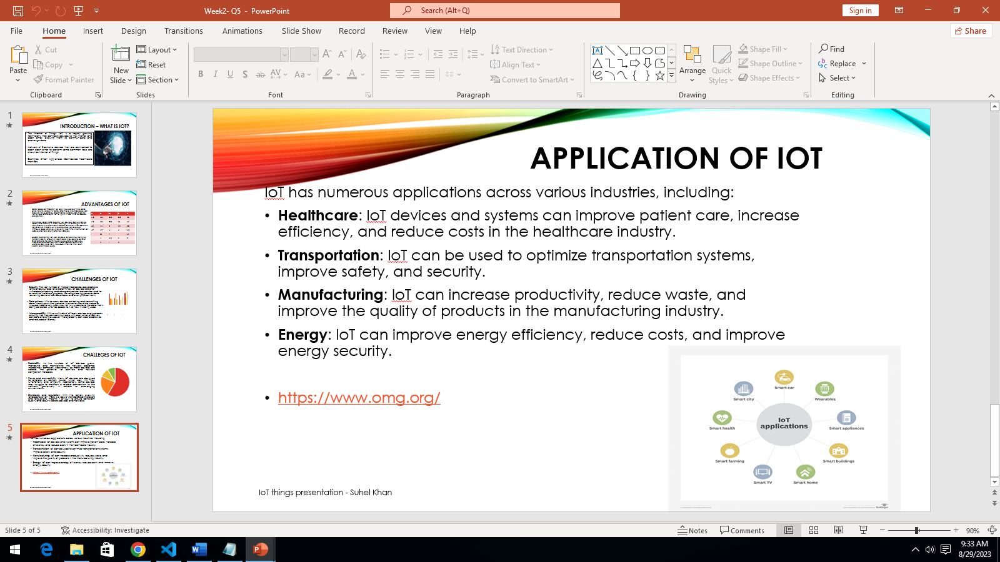 Week2- Q5 - PowerPoint
Search (Alt+Q)
Sign in
File Home Insert Design Transitions Animations Slide Show Record Review View Help
Share
Paste
Cut
Copy
Format Painter
Clipboard
New Slide
Layout
Reset
Section
Slides
Font
Text Direction
Align Text
Convert to SmartArt
Paragraph
Arrange
Quick Styles
Shape Fill
Shape Outline
Shape Effects
Drawing
Find
Replace
Select
Editing
1
INTRODUCTION – WHAT IS IOT?
2
ADVANTAGES OF IOT
3
CHALLENGES OF IOT
4
CHALLEGES OF IOT
5
APPLICATION OF IOT
APPLICATION OF IOT
IoT has numerous applications across various industries, including:
• Healthcare: IoT devices and systems can improve patient care, increase
efficiency, and reduce costs in the healthcare industry.
• Transportation: IoT can be used to optimize transportation systems,
improve safety, and security.
• Manufacturing: IoT can increase productivity, reduce waste, and
improve the quality of products in the manufacturing industry.
• Energy: IoT can improve energy efficiency, reduce costs, and improve
energy security.
• https://www.omg.org/
Smart car
Smart city
Wearables
IoT
applications
Smart health
Smart appliances
Smart farming
Smart buildings
Smart TV
Smart home
TechTarget
IoT things presentation - Suhel Khan
Slide 5 of 5
Accessibility: Investigate
Notes
Comments
90%
9:33 AM
8/29/2023